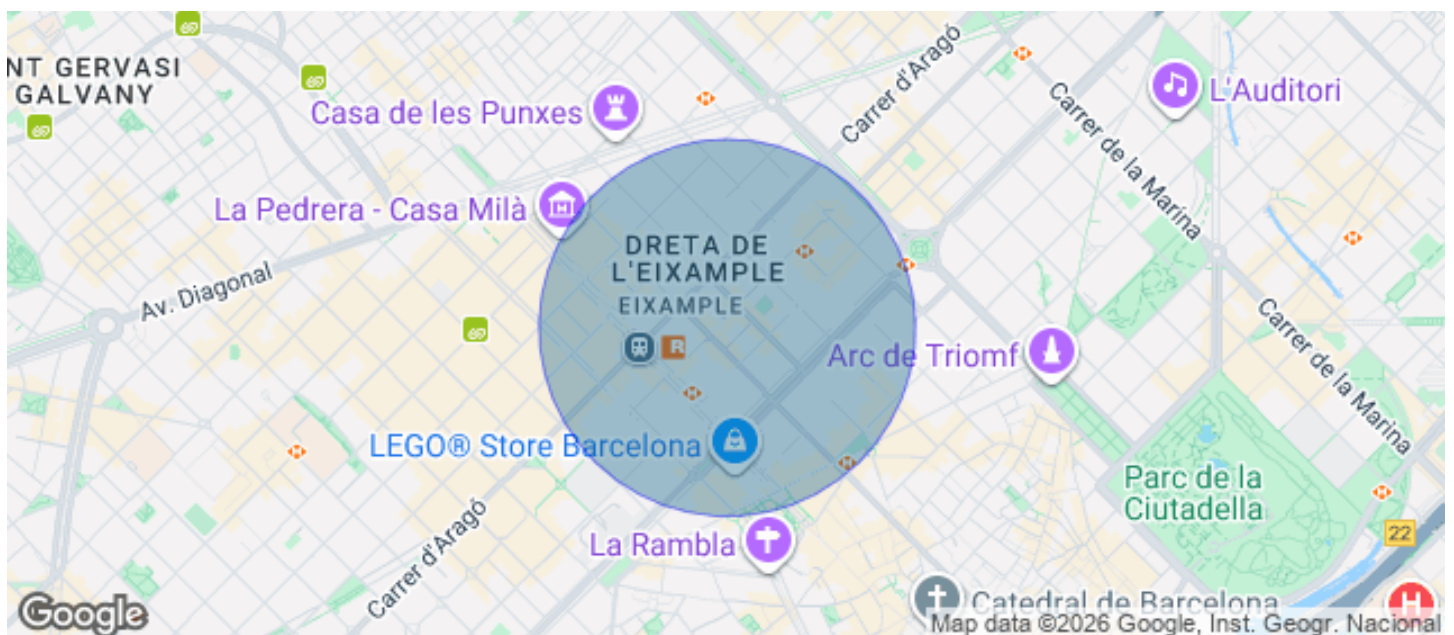 NT GERVASI
GALVANY
Casa de les Punxes
Carrer d'Aragó
L'Auditori
Carrer de la Marina
La Pedrera - Casa Milà
DRETA DE
L'EIXAMPLE
EIXAMPLE
Av. Diagonal
R
Arc de Triomf
Carrer de la Marina
LEGO® Store Barcelona
Parc de la
Ciutadella
Carrer d'Aragó
La Rambla
22
Catedral de Barcelona
H
Google
Map data ©2026 Google, Inst. Geogr. Nacional